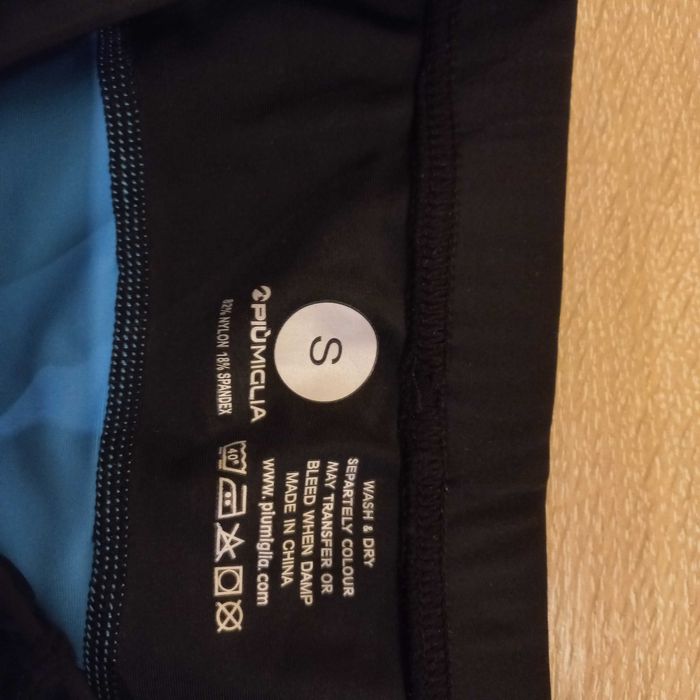 S
PIÙMIGLIA
82% NYLON 18% SPANDEX
40°
WASH & DRY
SEPARTELY COLOUR
MAY TRANSFER OR
BLEED WHEN DAMP
MADE IN CHINA
www.piumiglia.com